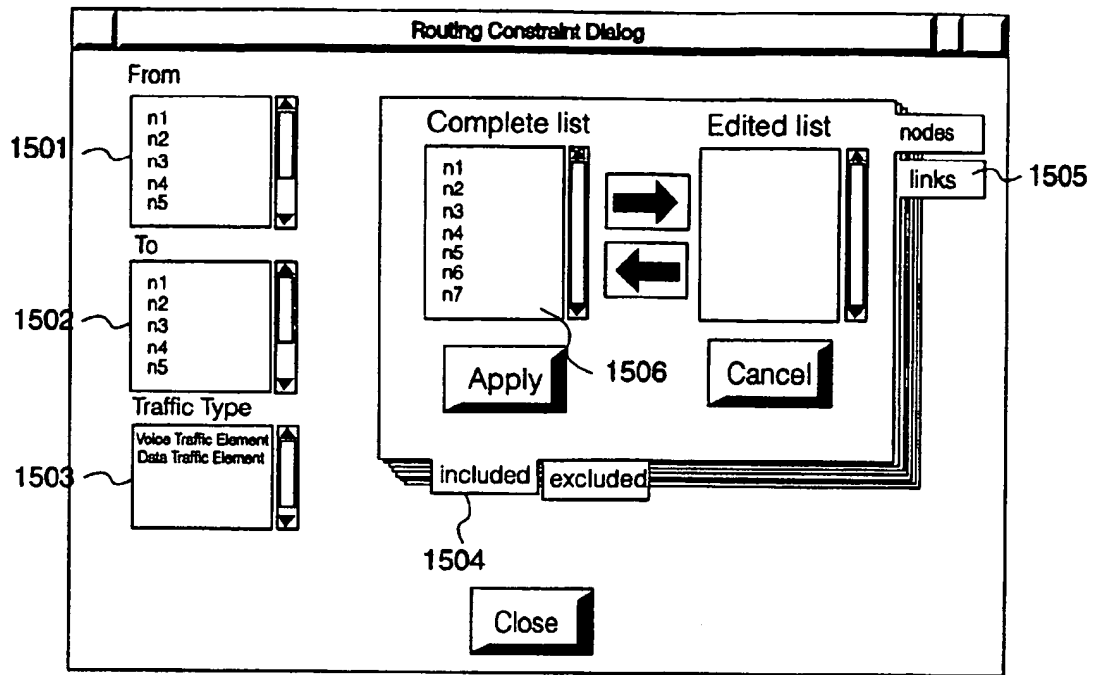 Routing Constraint Dialog
From
n1
n2
n3
n4
n5
1501
To
n1
n2
n3
n4
n5
1502
Traffic Type
Voice Traffic Element
Data Traffic Element
1503
Complete list
n1
n2
n3
n4
n5
n6
n7
1506
Edited list
nodes
links
1505
Apply
Cancel
included
excluded
1504
Close